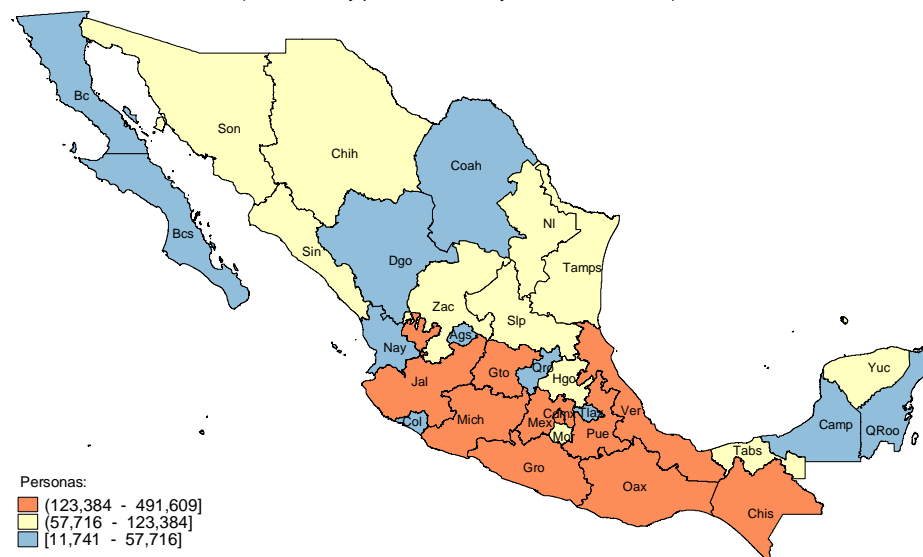 Bc
Son
Chih
Coah
Bcs
Nl
Sin
Dgo
Tamps
Zac
Slp
Ags
Nay
Yuc
Qro
Gto
Hgo
Jal
Col
Mich
Mex
Cdmx
Tlax
Ver
Mor
Pue
Camp
QRoo
Tabs
Gro
Oax
Chis
Personas:
(123,384 - 491,609]
(57,716 - 123,384]
[11,741 - 57,716]